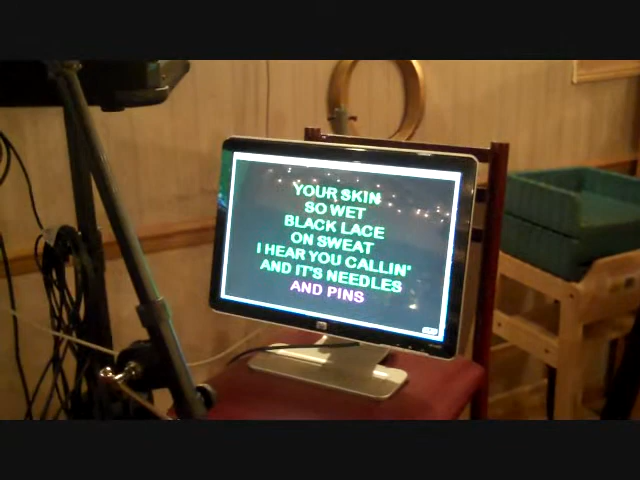 YOUR SKIN
SO WET
BLACK LACE
ON SWEAT
I HEAR YOU CALLIN'
AND IT'S NEEDLES
AND PINS